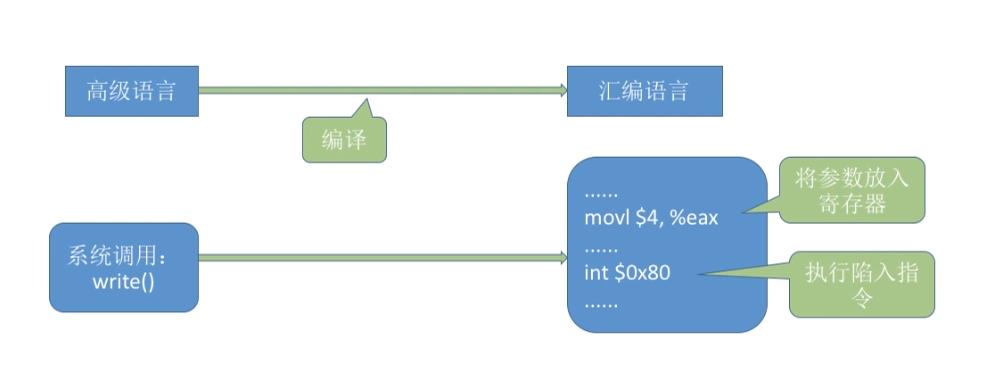 高级语言
汇编语言
编译
......
movl $4, %eax
......
int $0x80
......
将参数放入
寄存器
系统调用：
write()
执行陷入指
令